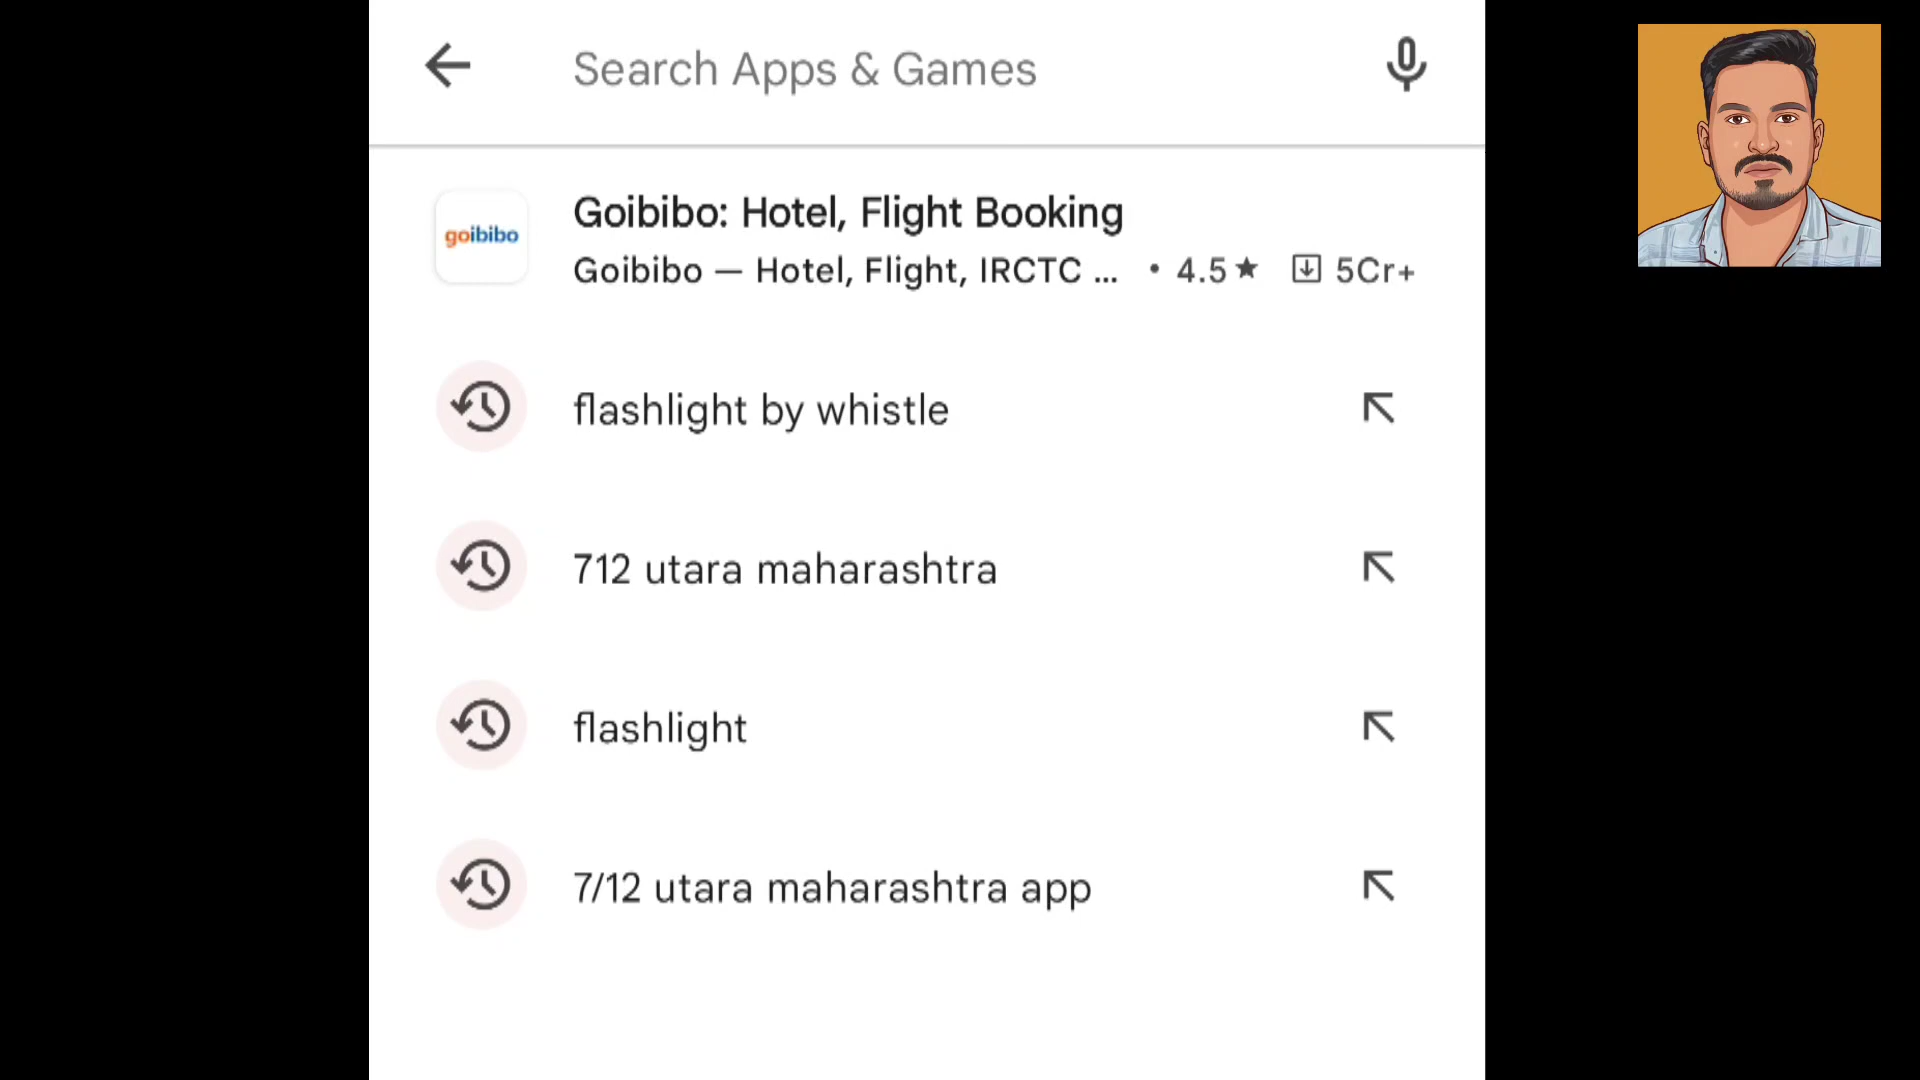 Search Apps & Games
goibibo
Goibibo: Hotel, Flight Booking
Goibibo — Hotel, Flight, IRCTC ... • 4.5★ 5Cr+
flashlight by whistle
712 utara maharashtra
flashlight
7/12 utara maharashtra app